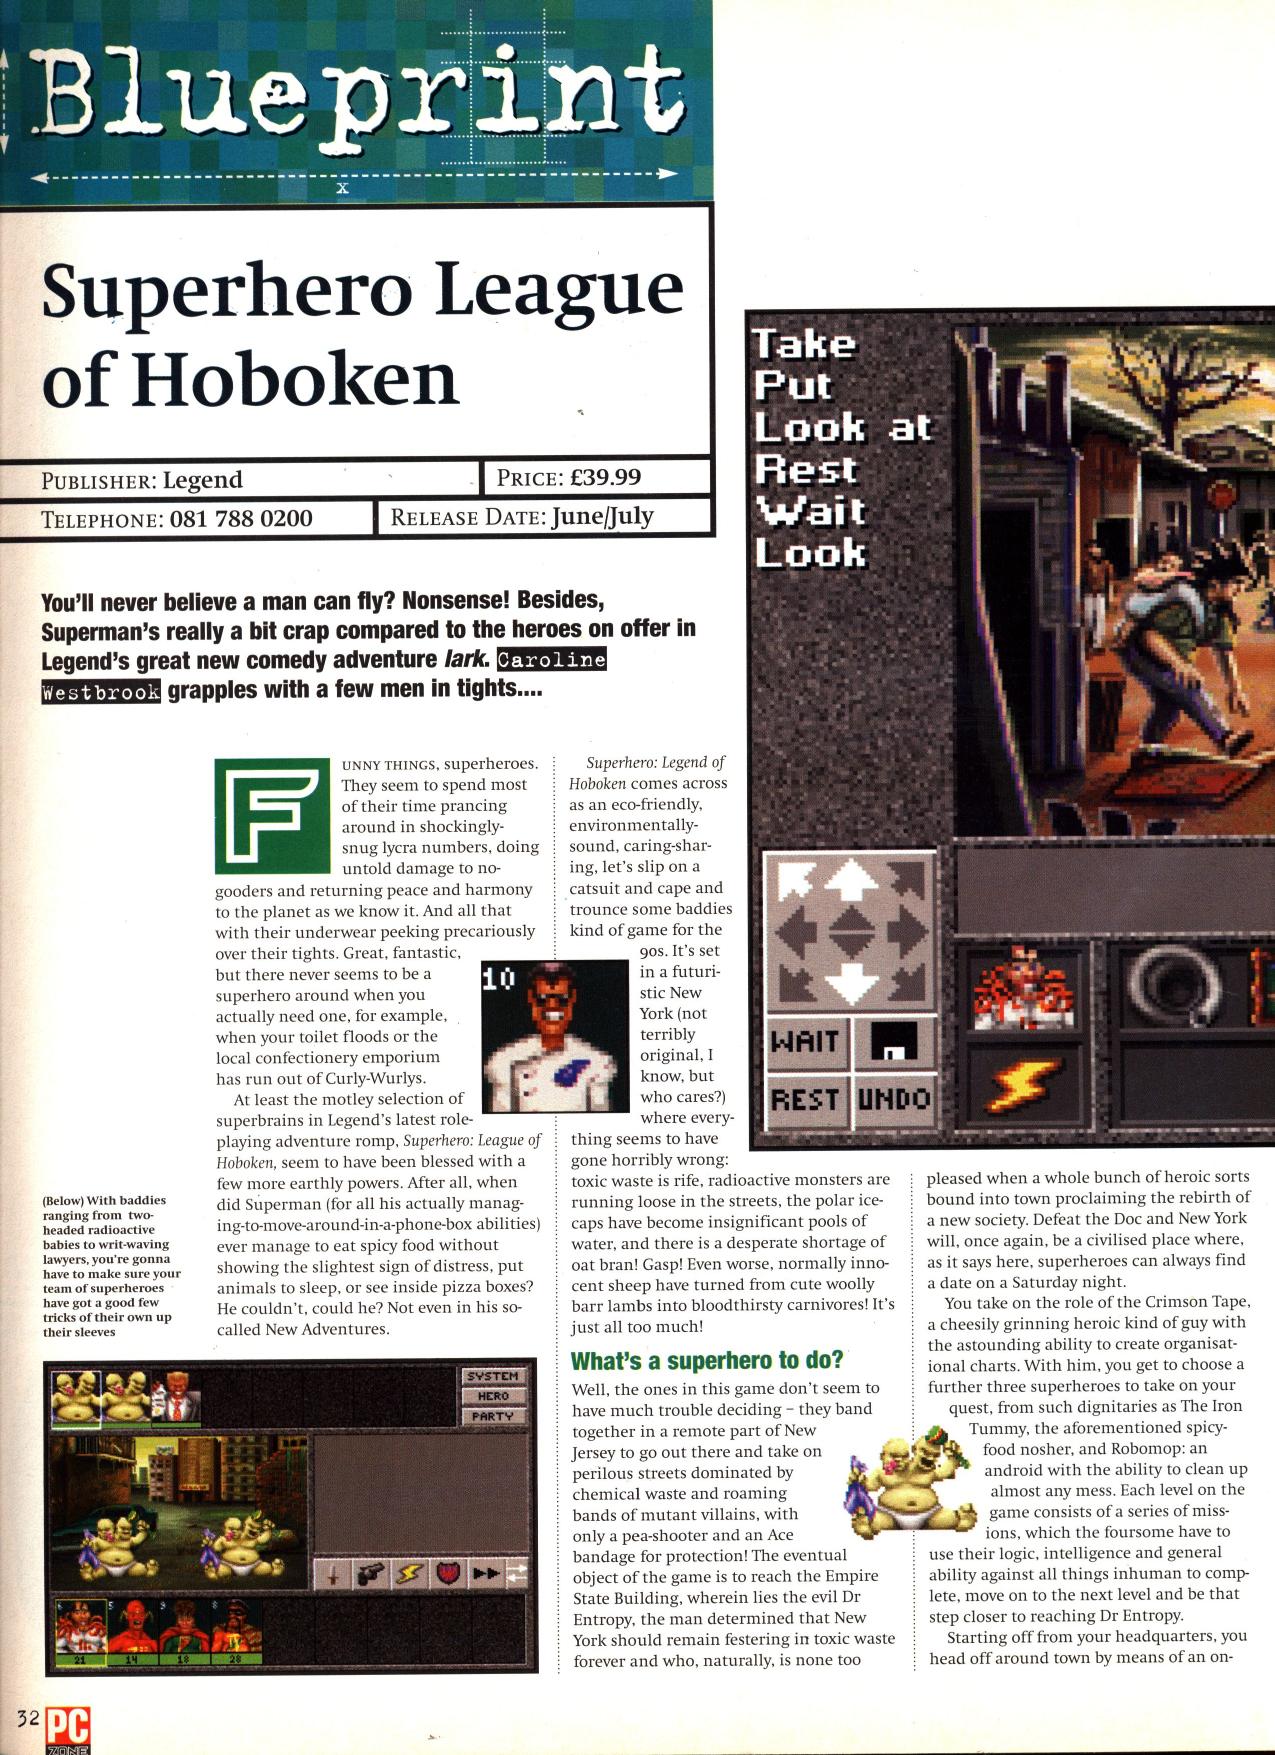 Blueprint
x
Superhero League
of Hoboken
PUBLISHER: Legend
PRICE: £39.99
TELEPHONE: 081 788 0200
RELEASE DATE: June/July
You'll never believe a man can fly? Nonsense! Besides,
Superman's really a bit crap compared to the heroes on offer in
Legend's great new comedy adventure lark. Caroline
Westbrook grapples with a few men in tights....
FUNNY THINGS, superheroes.
They seem to spend most
of their time prancing
around in shockingly-
snug lycra numbers, doing
untold damage to no-
gooders and returning peace and harmony
to the planet as we know it. And all that
with their underwear peeking precariously
over their tights. Great, fantastic,
but there never seems to be a
superhero around when you
actually need one, for example,
when your toilet floods or the
local confectionery emporium
has run out of Curly-Wurlys.
At least the motley selection of
superbrains in Legend's latest role-
playing adventure romp, Superhero: League of
Hoboken, seem to have been blessed with a
few more earthly powers. After all, when
did Superman (for all his actually manag-
ing-to-move-around-in-a-phone-box abilities)
ever manage to eat spicy food without
showing the slightest sign of distress, put
animals to sleep, or see inside pizza boxes?
He couldn't, could he? Not even in his so-
called New Adventures.
(Below) With baddies
ranging from two-
headed radioactive
babies to writ-waving
lawyers, you're gonna
have to make sure your
team of superheroes
have got a good few
tricks of their own up
their sleeves
SYSTEM
HERO
PARTY
21
14
18
28
10
Superhero: Legend of
Hoboken comes across
as an eco-friendly,
environmentally-
sound, caring-shar-
ing, let's slip on a
catsuit and cape and
trounce some baddies
kind of game for the
90s. It's set
in a futuri-
stic New
York (not
terribly
original, I
know, but
who cares?)
where every-
thing seems to have
gone horribly wrong:
toxic waste is rife, radioactive monsters are
running loose in the streets, the polar ice-
caps have become insignificant pools of
water, and there is a desperate shortage of
oat bran! Gasp! Even worse, normally inno-
cent sheep have turned from cute woolly
barr lambs into bloodthirsty carnivores! It's
just all too much!
What's a superhero to do?
Well, the ones in this game don't seem to
have much trouble deciding – they band
together in a remote part of New
Jersey to go out there and take on
perilous streets dominated by
chemical waste and roaming
bands of mutant villains, with
only a pea-shooter and an Ace
bandage for protection! The eventual
object of the game is to reach the Empire
State Building, wherein lies the evil Dr
Entropy, the man determined that New
York should remain festering in toxic waste
forever and who, naturally, is none too
Take
Put
Look at
Rest
Wait
Look
WAIT
REST
UNDO
pleased when a whole bunch of heroic sorts
bound into town proclaiming the rebirth of
a new society. Defeat the Doc and New York
will, once again, be a civilised place where,
as it says here, superheroes can always find
a date on a Saturday night.
You take on the role of the Crimson Tape,
a cheesily grinning heroic kind of guy with
the astounding ability to create organisat-
ional charts. With him, you get to choose a
further three superheroes to take on your
quest, from such dignitaries as The Iron
Tummy, the aforementioned spicy-
food nosher, and Robomop: an
android with the ability to clean up
almost any mess. Each level on the
game consists of a series of miss-
ions, which the foursome have to
use their logic, intelligence and general
ability against all things inhuman to comp-
lete, move on to the next level and be that
step closer to reaching Dr Entropy.
Starting off from your headquarters, you
head off around town by means of an on-
32
PC
ZONE